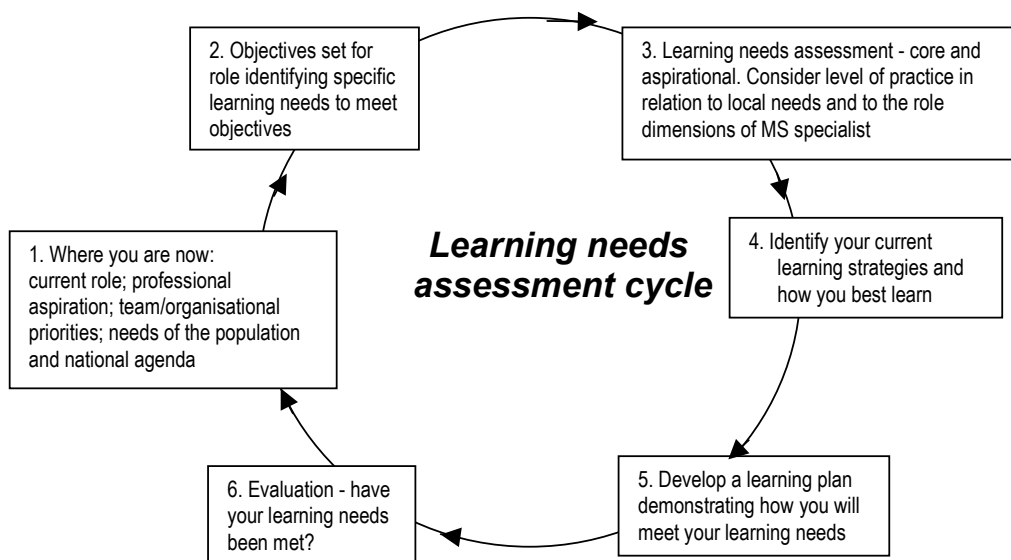 2. Objectives set for
role identifying specific
learning needs to meet
objectives
3. Learning needs assessment - core and
aspirational. Consider level of practice in
relation to local needs and to the role
dimensions of MS specialist
1. Where you are now:
current role; professional
aspiration; team/organisational
priorities; needs of the population
and national agenda
Learning needs
assessment cycle
4. Identify your current
learning strategies and
how you best learn
6. Evaluation - have
your learning needs
been met?
5. Develop a learning plan
demonstrating how you will
meet your learning needs